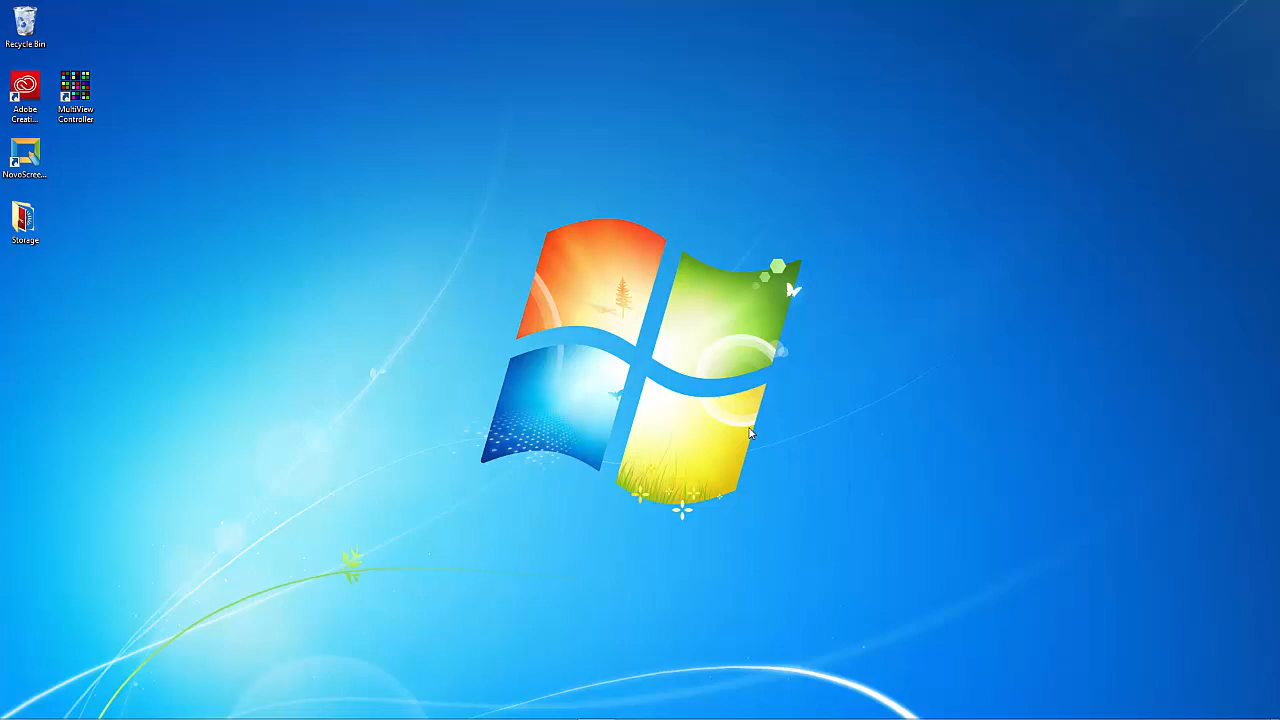 Recycle Bin
Adobe
Creati...
MultiView
Controller
NovoScree...
Storage